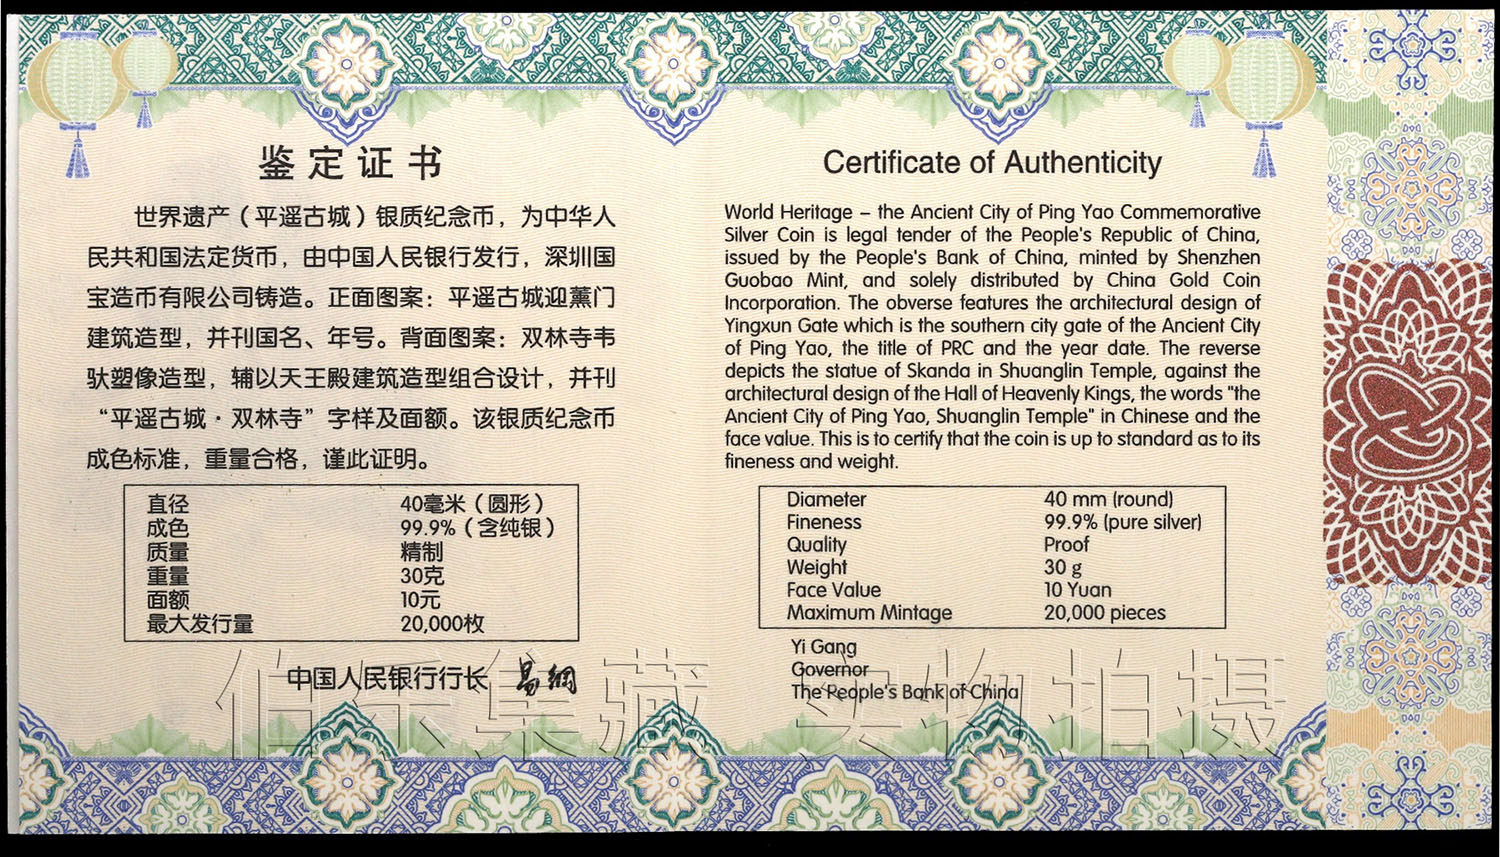 鉴定证书
世界遗产（平遥古城）银质纪念币，为中华人
民共和国法定货币，由中国人民银行发行，深圳国
宝造币有限公司铸造。正面图案：平遥古城迎薰门
建筑造型，并刊国名、年号。背面图案：双林寺韦
驮塑像造型，辅以天王殿建筑造型组合设计，并刊
“平遥古城·双林寺”字样及面额。该银质纪念币
成色标准，重量合格，谨此证明。
直径 40毫米（圆形）
成色 99.9%（含纯银）
质量 精制
重量 30克
面额 10元
最大发行量 20,000枚
中国人民银行行长 易纲
Certificate of Authenticity
World Heritage – the Ancient City of Ping Yao Commemorative
Silver Coin is legal tender of the People's Republic of China,
issued by the People's Bank of China, minted by Shenzhen
Guobao Mint, and solely distributed by China Gold Coin
Incorporation. The obverse features the architectural design of
Yingxun Gate which is the southern city gate of the Ancient City
of Ping Yao, the title of PRC and the year date. The reverse
depicts the statue of Skanda in Shuanglin Temple, against the
architectural design of the Hall of Heavenly Kings, the words "the
Ancient City of Ping Yao, Shuanglin Temple" in Chinese and the
face value. This is to certify that the coin is up to standard as to its
fineness and weight.
Diameter 40 mm (round)
Fineness 99.9% (pure silver)
Quality Proof
Weight 30 g
Face Value 10 Yuan
Maximum Mintage 20,000 pieces
Yi Gang
Governor
The People's Bank of China
伯乐集藏 实物拍摄